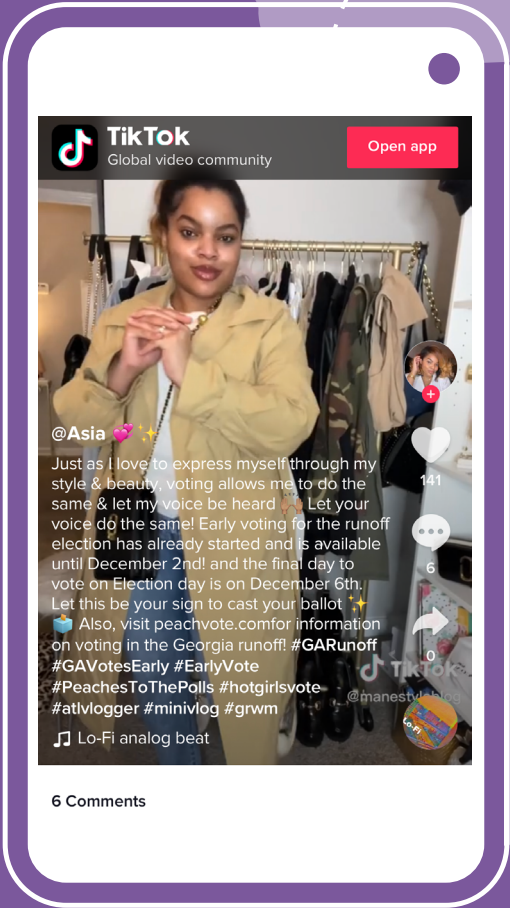 TikTok
Global video community
Open app
@Asia 💞✨
Just as I love to express myself through my
style & beauty, voting allows me to do the
same & let my voice be heard 🙌🏼 Let your
voice do the same! Early voting for the runoff
election has already started and is available
until December 2nd! and the final day to
vote on Election day is on December 6th.
Let this be your sign to cast your ballot ✨
🗳️ Also, visit peachvote.comfor information
on voting in the Georgia runoff! #GARunoff
#GAVotesEarly #EarlyVote
#PeachesToThePolls #hotgirlsvote
#atlvlogger #minivlog #grwm
Lo-Fi analog beat
141
6
0
TikTok
@manestyleblog
Lo-Fi
6 Comments